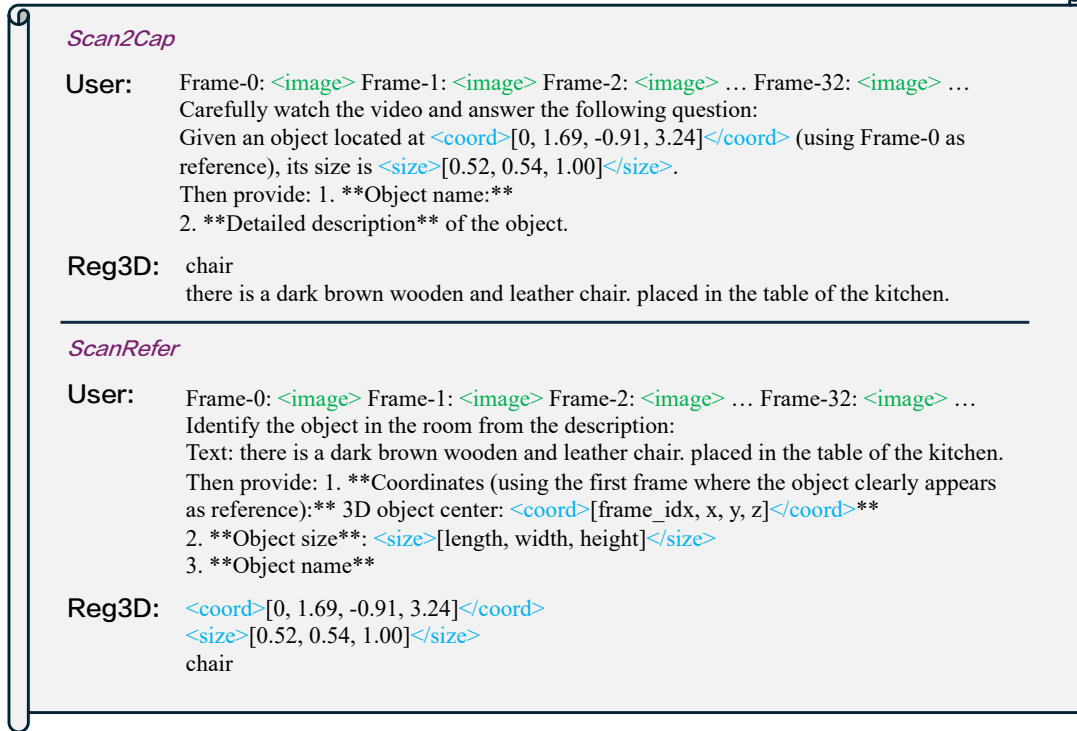 Scan2Cap
User: Frame-0: <image> Frame-1: <image> Frame-2: <image> … Frame-32: <image> …
Carefully watch the video and answer the following question:
Given an object located at <coord>[0, 1.69, -0.91, 3.24]</coord> (using Frame-0 as
reference), its size is <size>[0.52, 0.54, 1.00]</size>.
Then provide: 1. **Object name:**
2. **Detailed description** of the object.
Reg3D: chair
there is a dark brown wooden and leather chair. placed in the table of the kitchen.
ScanRefer
User: Frame-0: <image> Frame-1: <image> Frame-2: <image> … Frame-32: <image> …
Identify the object in the room from the description:
Text: there is a dark brown wooden and leather chair. placed in the table of the kitchen.
Then provide: 1. **Coordinates (using the first frame where the object clearly appears
as reference):** 3D object center: <coord>[frame_idx, x, y, z]</coord>**
2. **Object size**: <size>[length, width, height]</size>
3. **Object name**
Reg3D: <coord>[0, 1.69, -0.91, 3.24]</coord>
<size>[0.52, 0.54, 1.00]</size>
chair